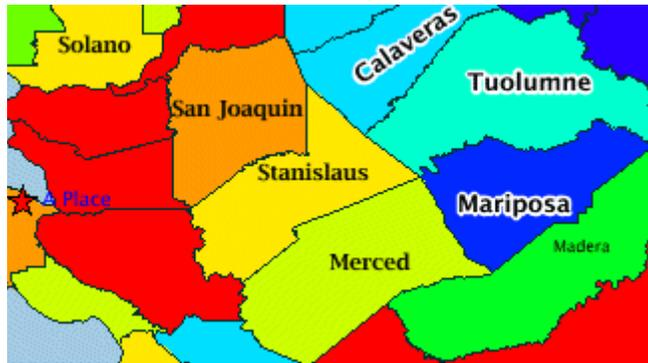 Solano
Calaveras
Tuolumne
San Joaquin
Stanislaus
A Place
Mariposa
Merced
Madera